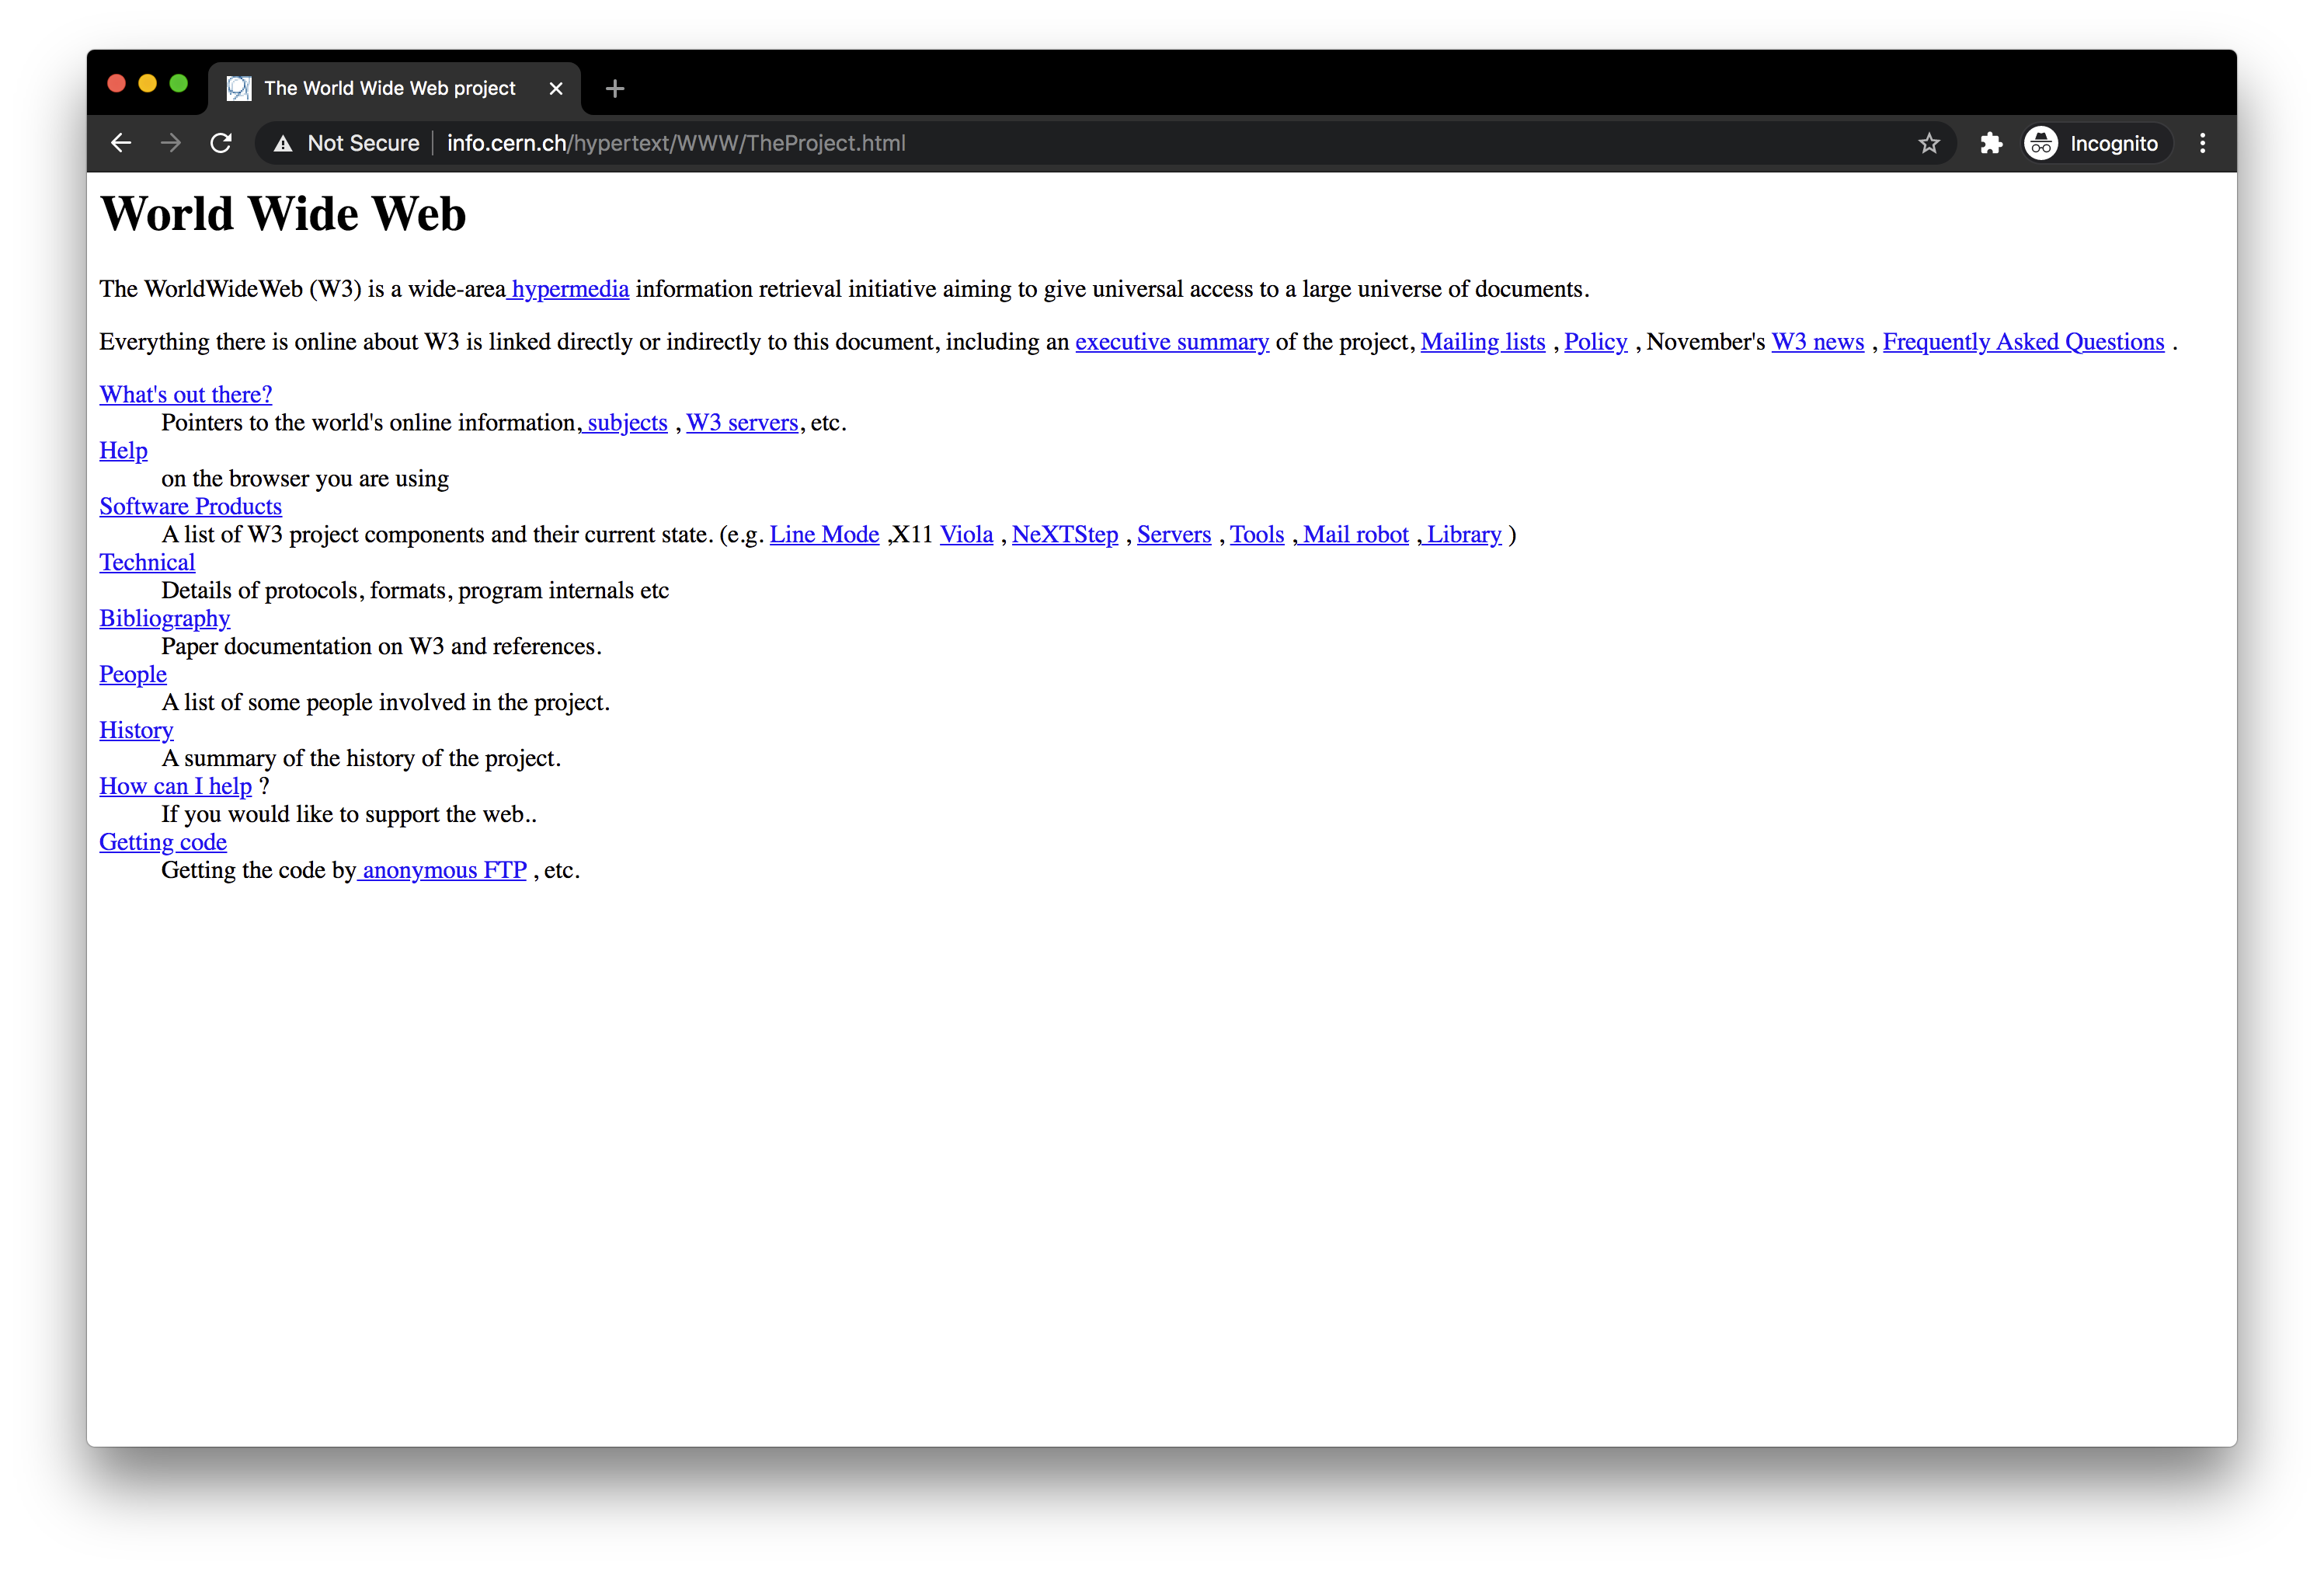 The World Wide Web project
Not Secure info.cern.ch/hypertext/WWW/TheProject.html Incognito
World Wide Web
The WorldWideWeb (W3) is a wide-area hypermedia information retrieval initiative aiming to give universal access to a large universe of documents.
Everything there is online about W3 is linked directly or indirectly to this document, including an executive summary of the project, Mailing lists , Policy , November's W3 news , Frequently Asked Questions .
What's out there?
Pointers to the world's online information, subjects , W3 servers, etc.
Help
on the browser you are using
Software Products
A list of W3 project components and their current state. (e.g. Line Mode ,X11 Viola , NeXTStep , Servers , Tools , Mail robot , Library )
Technical
Details of protocols, formats, program internals etc
Bibliography
Paper documentation on W3 and references.
People
A list of some people involved in the project.
History
A summary of the history of the project.
How can I help ?
If you would like to support the web..
Getting code
Getting the code by anonymous FTP , etc.